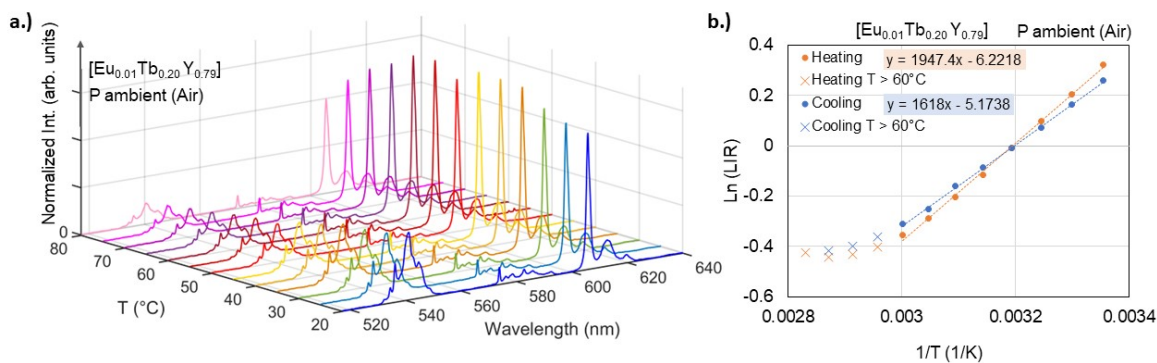 a.)
[Eu0.01Tb0.20Y0.79]
P ambient (Air)
Normalized Int. (arb. units)
0
80
70
60
50
40
30
20
T (°C)
520
540
560
580
600
620
640
Wavelength (nm)
b.)
[Eu0.01Tb0.20 Y0.79] P ambient (Air)
Heating y = 1947.4x - 6.2218
Heating T > 60°C
Cooling y = 1618x - 5.1738
Cooling T > 60°C
Ln (LIR)
0.4
0.2
0
-0.2
-0.4
-0.6
0.0028 0.003 0.0032 0.0034
1/T (1/K)